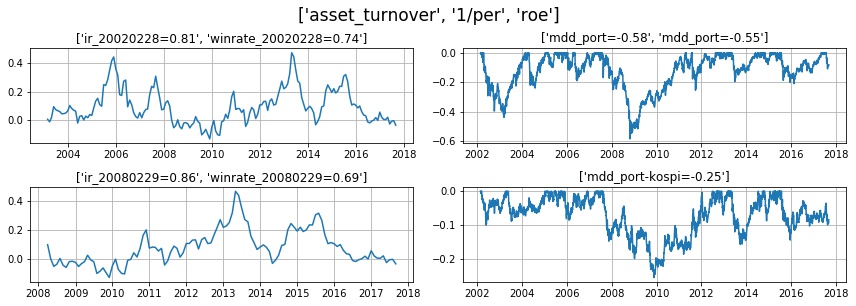 ['asset_turnover', '1/per', 'roe']
['ir_20020228=0.81', 'winrate_20020228=0.74']
0.4
0.2
0.0
2004 2006 2008 2010 2012 2014 2016 2018
['mdd_port=-0.58', 'mdd_port=-0.55']
0.0
−0.2
−0.4
−0.6
2002 2004 2006 2008 2010 2012 2014 2016 2018
['ir_20080229=0.86', 'winrate_20080229=0.69']
0.4
0.2
0.0
2008 2009 2010 2011 2012 2013 2014 2015 2016 2017 2018
['mdd_port-kospi=-0.25']
0.0
−0.1
−0.2
2002 2004 2006 2008 2010 2012 2014 2016 2018